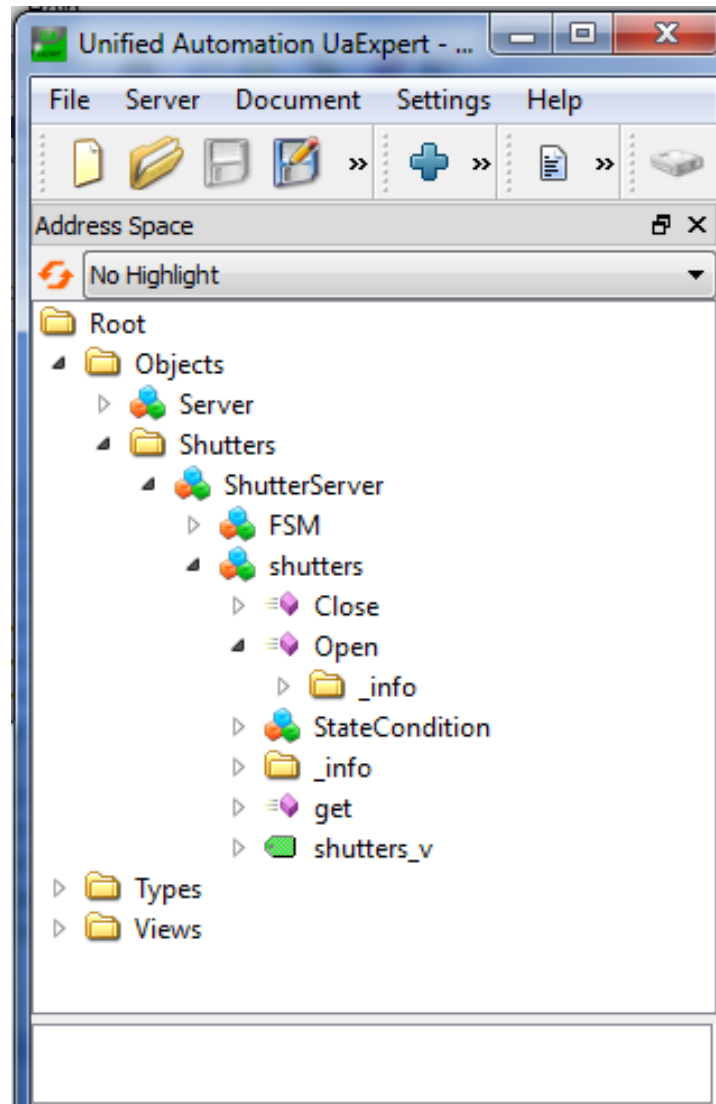 Unified Automation UaExpert - ...
File Server Document Settings Help
» » »
Address Space
No Highlight
Root
Objects
Server
Shutters
ShutterServer
FSM
shutters
Close
Open
_info
StateCondition
_info
get
shutters_v
Types
Views